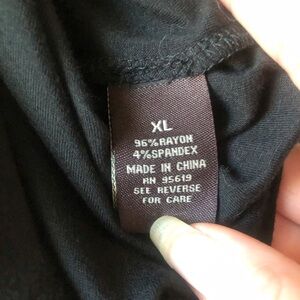 XL
96%RAYON
4%SPANDEX
MADE IN CHINA
RN 95619
SEE REVERSE
FOR CARE